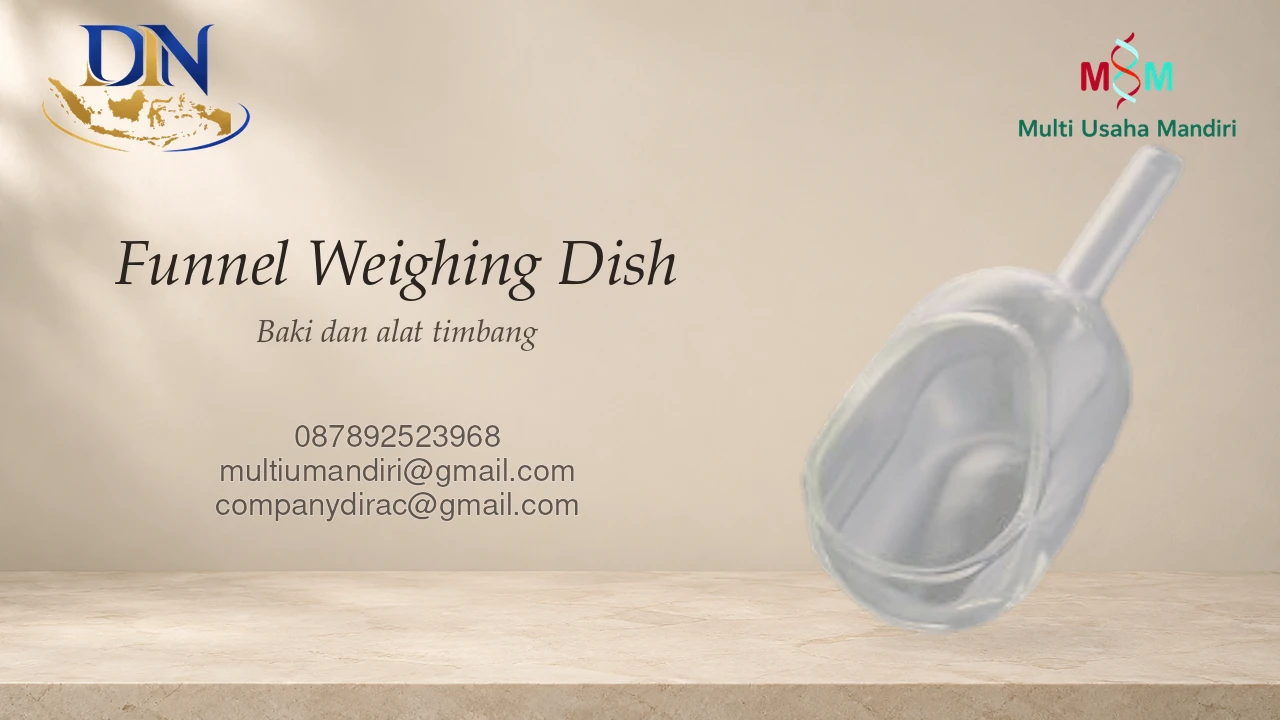 DN
M M
Multi Usaha Mandiri
Funnel Weighing Dish
Baki dan alat timbang
087892523968
multiumandiri@gmail.com
companydirac@gmail.com